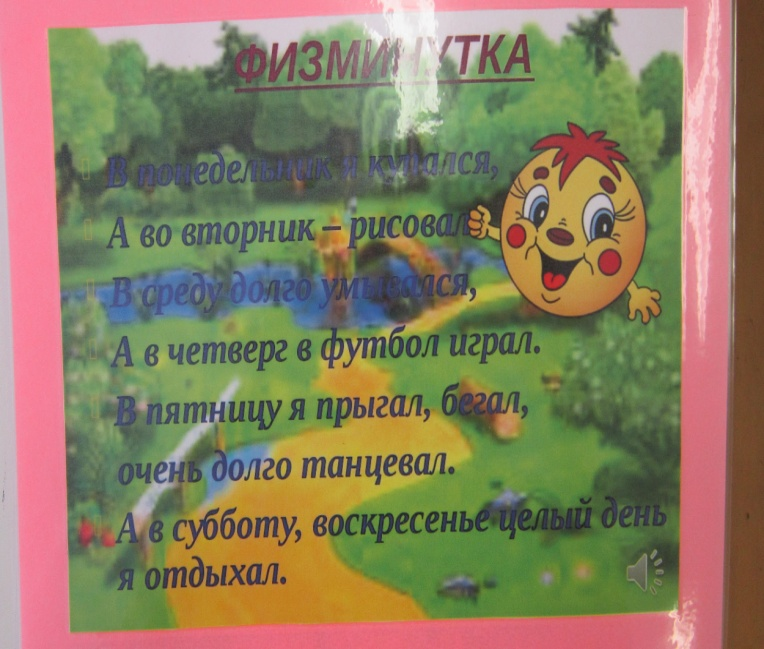 ФИЗМИНУТКА
В понедельник я купался,
А во вторник – рисовал.
В среду долго умывался,
А в четверг в футбол играл.
В пятницу я прыгал, бегал,
очень долго танцевал.
А в субботу, воскресенье целый день
я отдыхал.